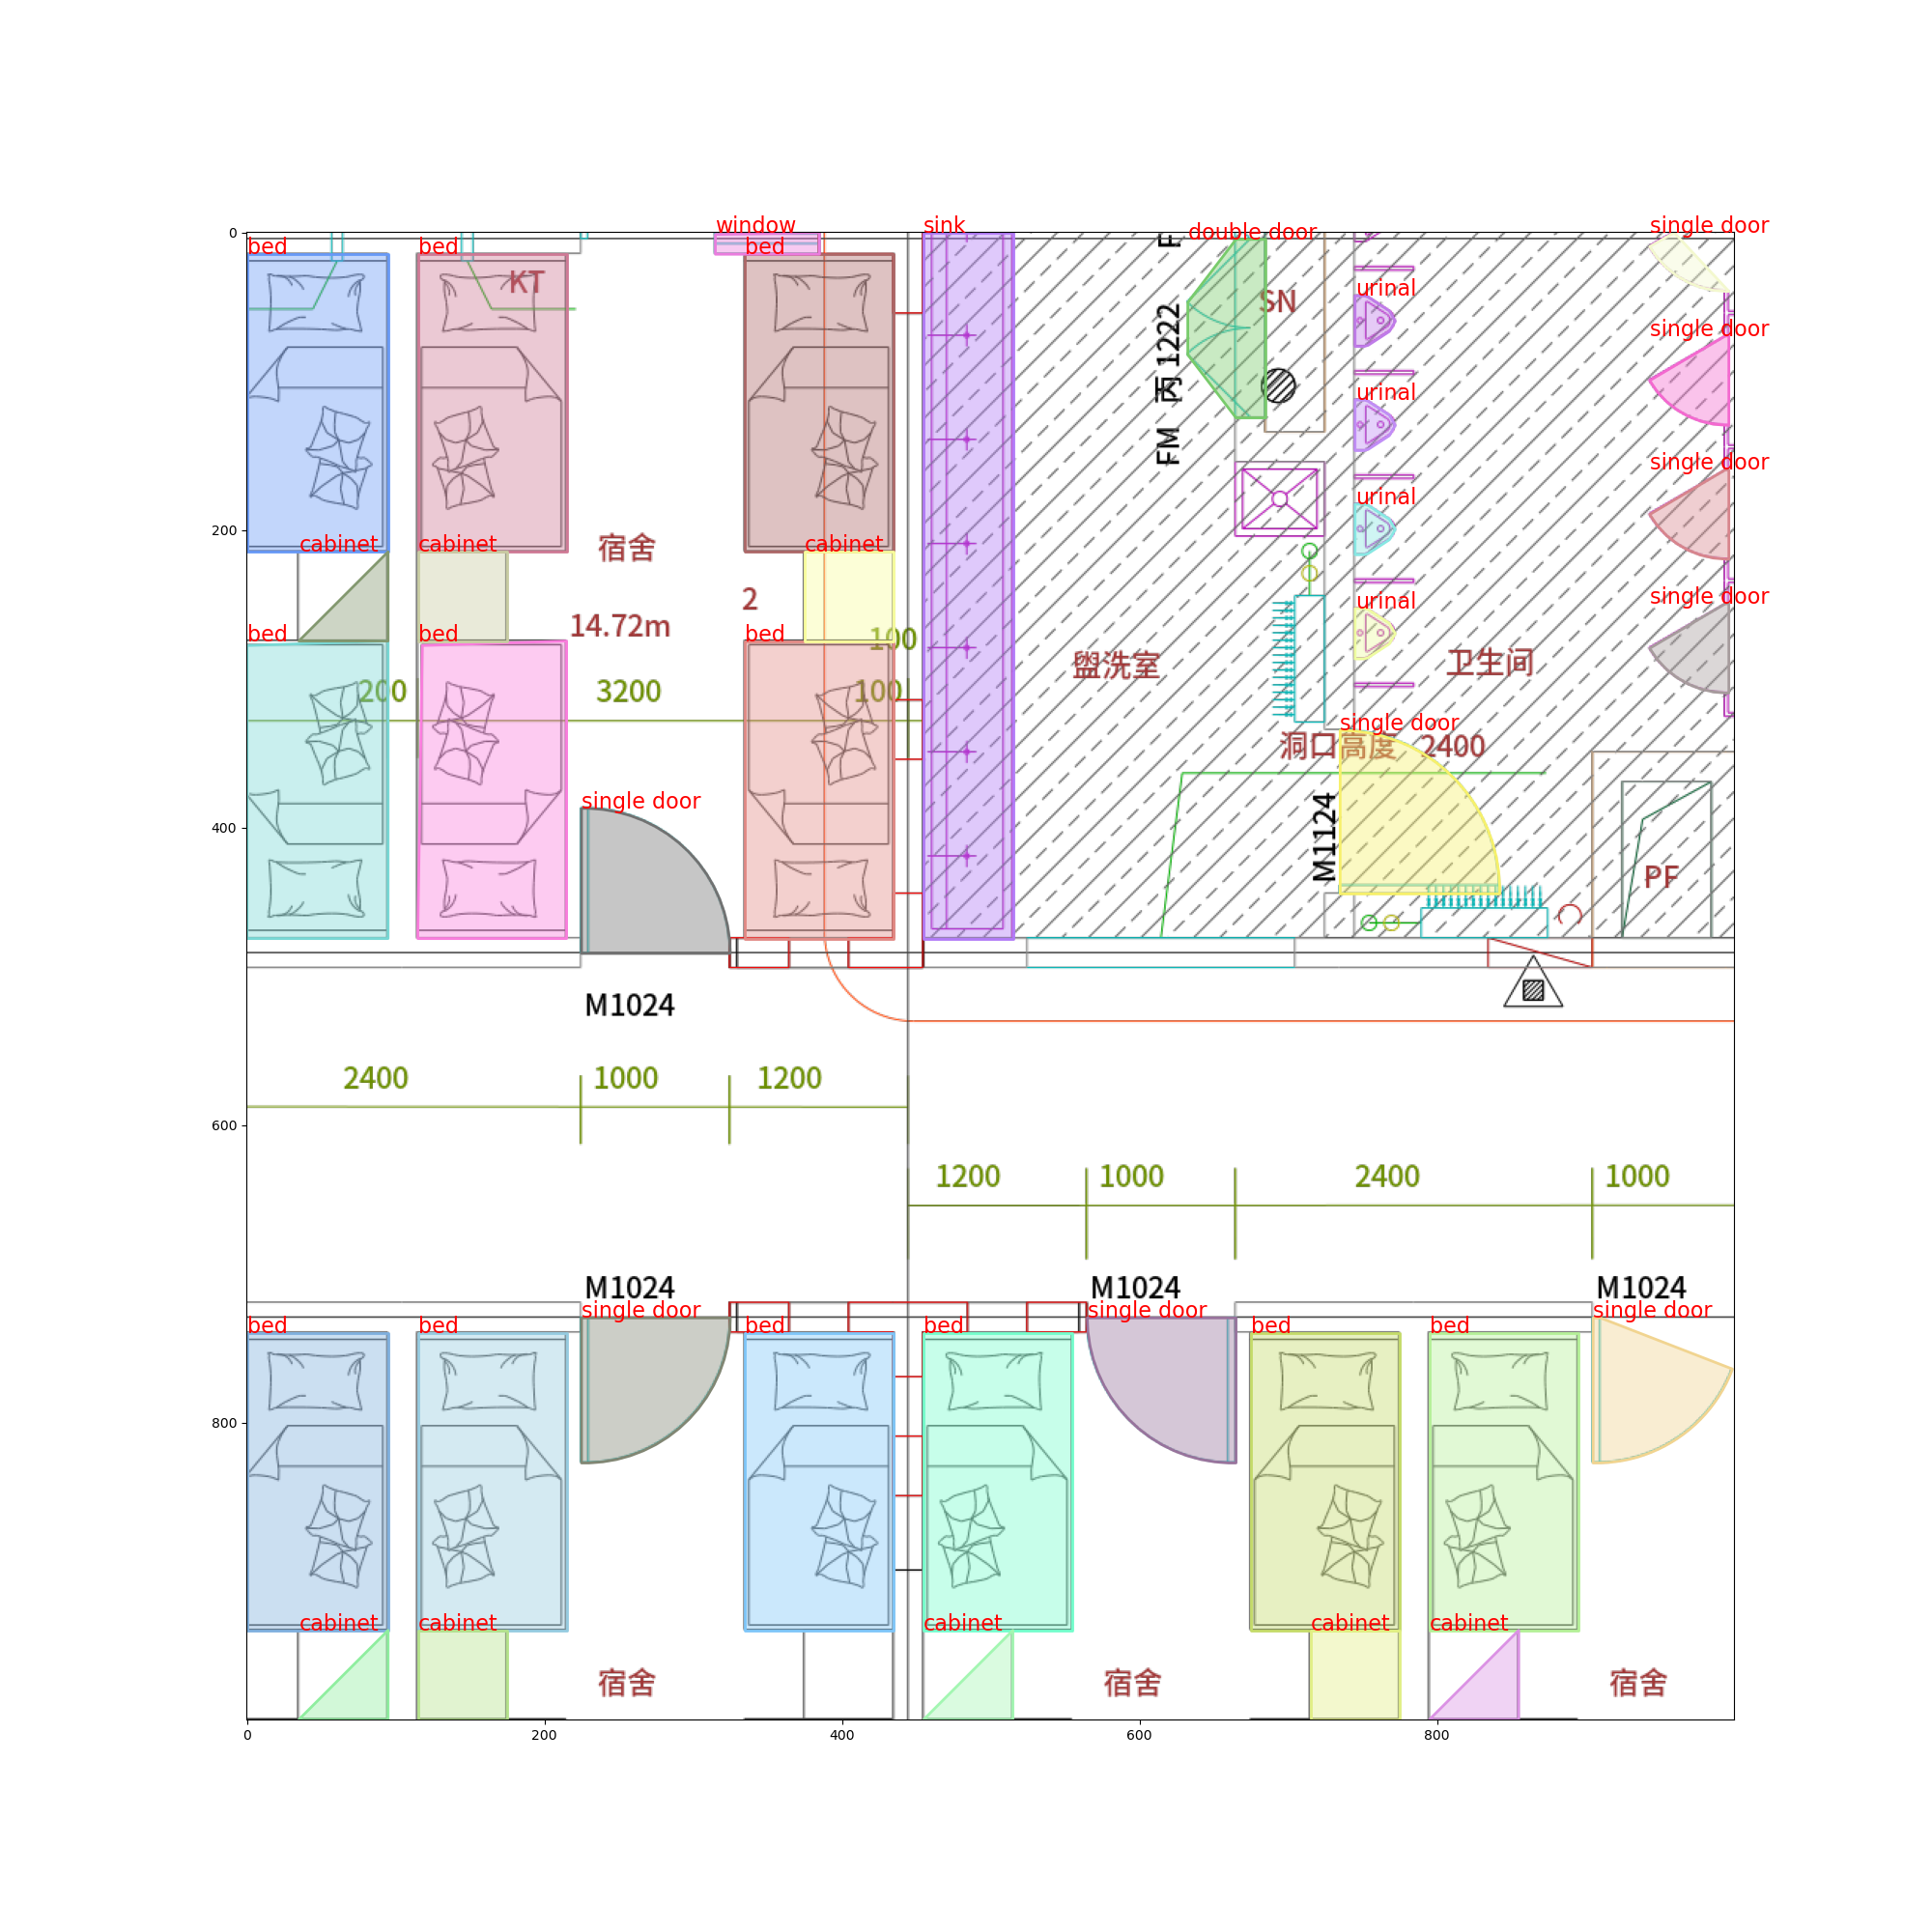 window
sink
double door
single door
bed
bed
bed
F
KT
SN
urinal
single door
FM 丙1222
urinal
single door
urinal
cabinet
cabinet
cabinet
宿舍
2
14.72m
100
urinal
single door
bed
bed
bed
盥洗室
卫生间
200
3200
100
single door
洞口高度 2400
single door
M1124
PF
M1024
2400
1000
1200
1200
1000
2400
1000
M1024
M1024
M1024
single door
single door
single door
bed
bed
bed
bed
bed
bed
cabinet
cabinet
cabinet
cabinet
cabinet
宿舍
宿舍
宿舍
0
200
400
600
800
0
200
400
600
800